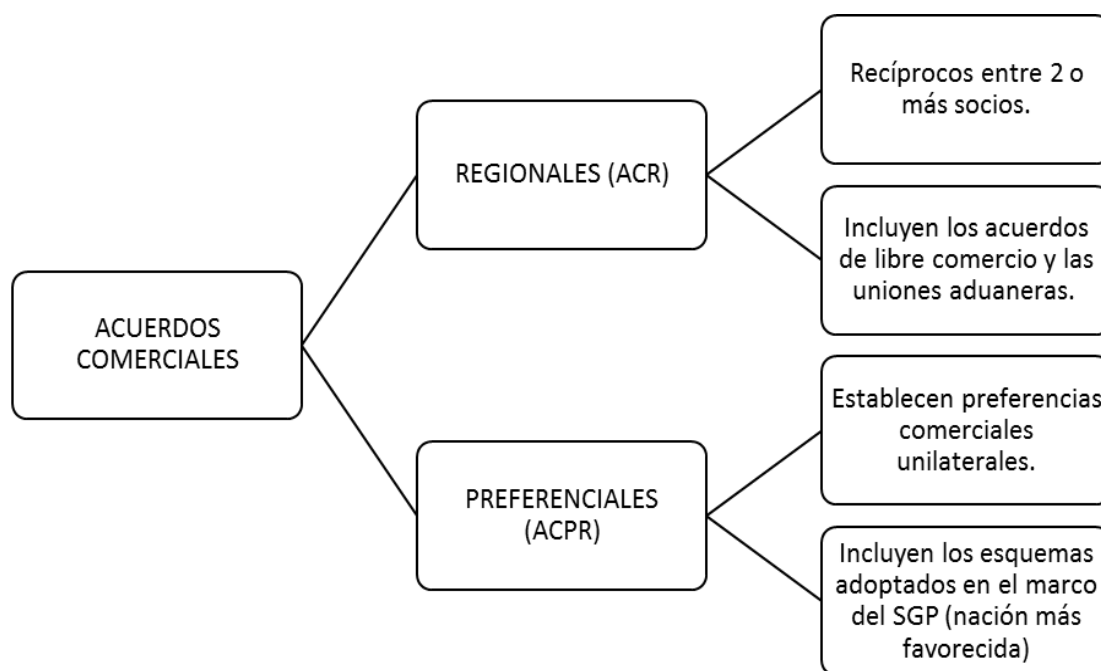 ACUERDOS
COMERCIALES
REGIONALES (ACR)
Recíprocos entre 2 o
más socios.
Incluyen los acuerdos
de libre comercio y las
uniones aduaneras.
PREFERENCIALES
(ACPR)
Establecen preferencias
comerciales
unilaterales.
Incluyen los esquemas
adoptados en el marco
del SGP (nación más
favorecida)